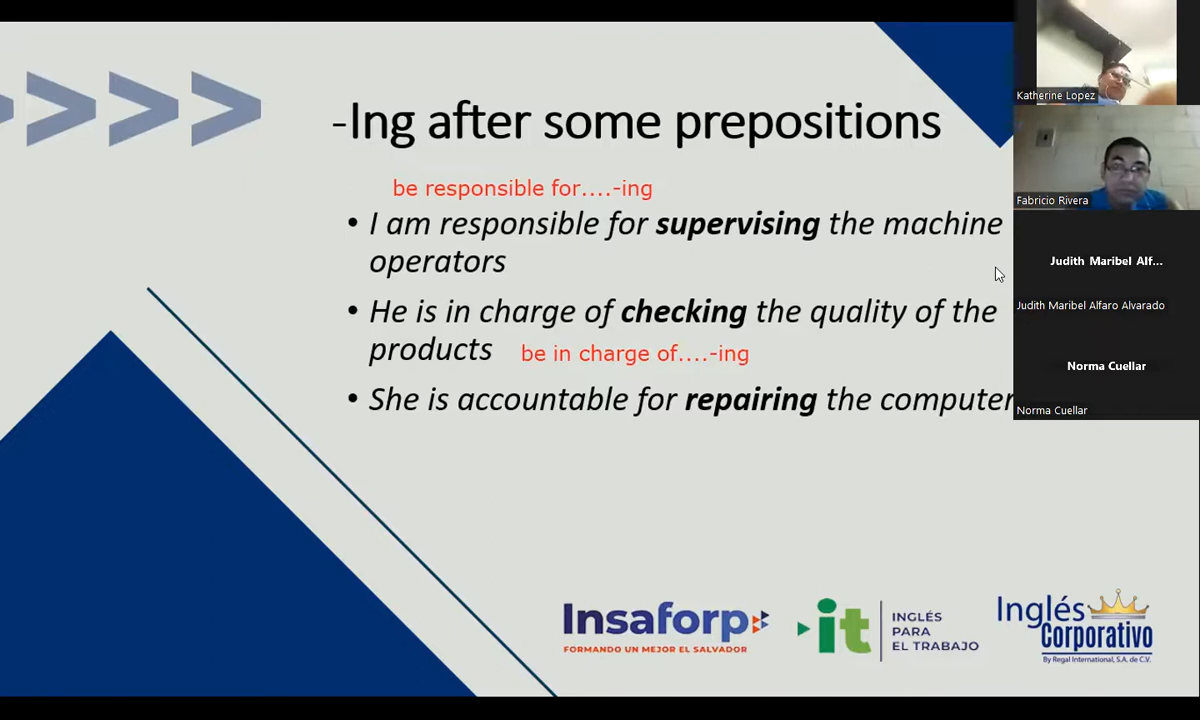 -Ing after some prepositions
be responsible for....-ing
• I am responsible for supervising the machine
operators
• He is in charge of checking the quality of the
products be in charge of....-ing
• She is accountable for repairing the computer
Katherine Lopez
Fabricio Rivera
Judith Maribel Alf...
Judith Maribel Alfaro Alvarado
Norma Cuellar
Norma Cuellar
Insaforp
FORMANDO UN MEJOR EL SALVADOR
it
INGLÉS
PARA
EL TRABAJO
Inglés
Corporativo
By Regal International, S.A. de C.V.